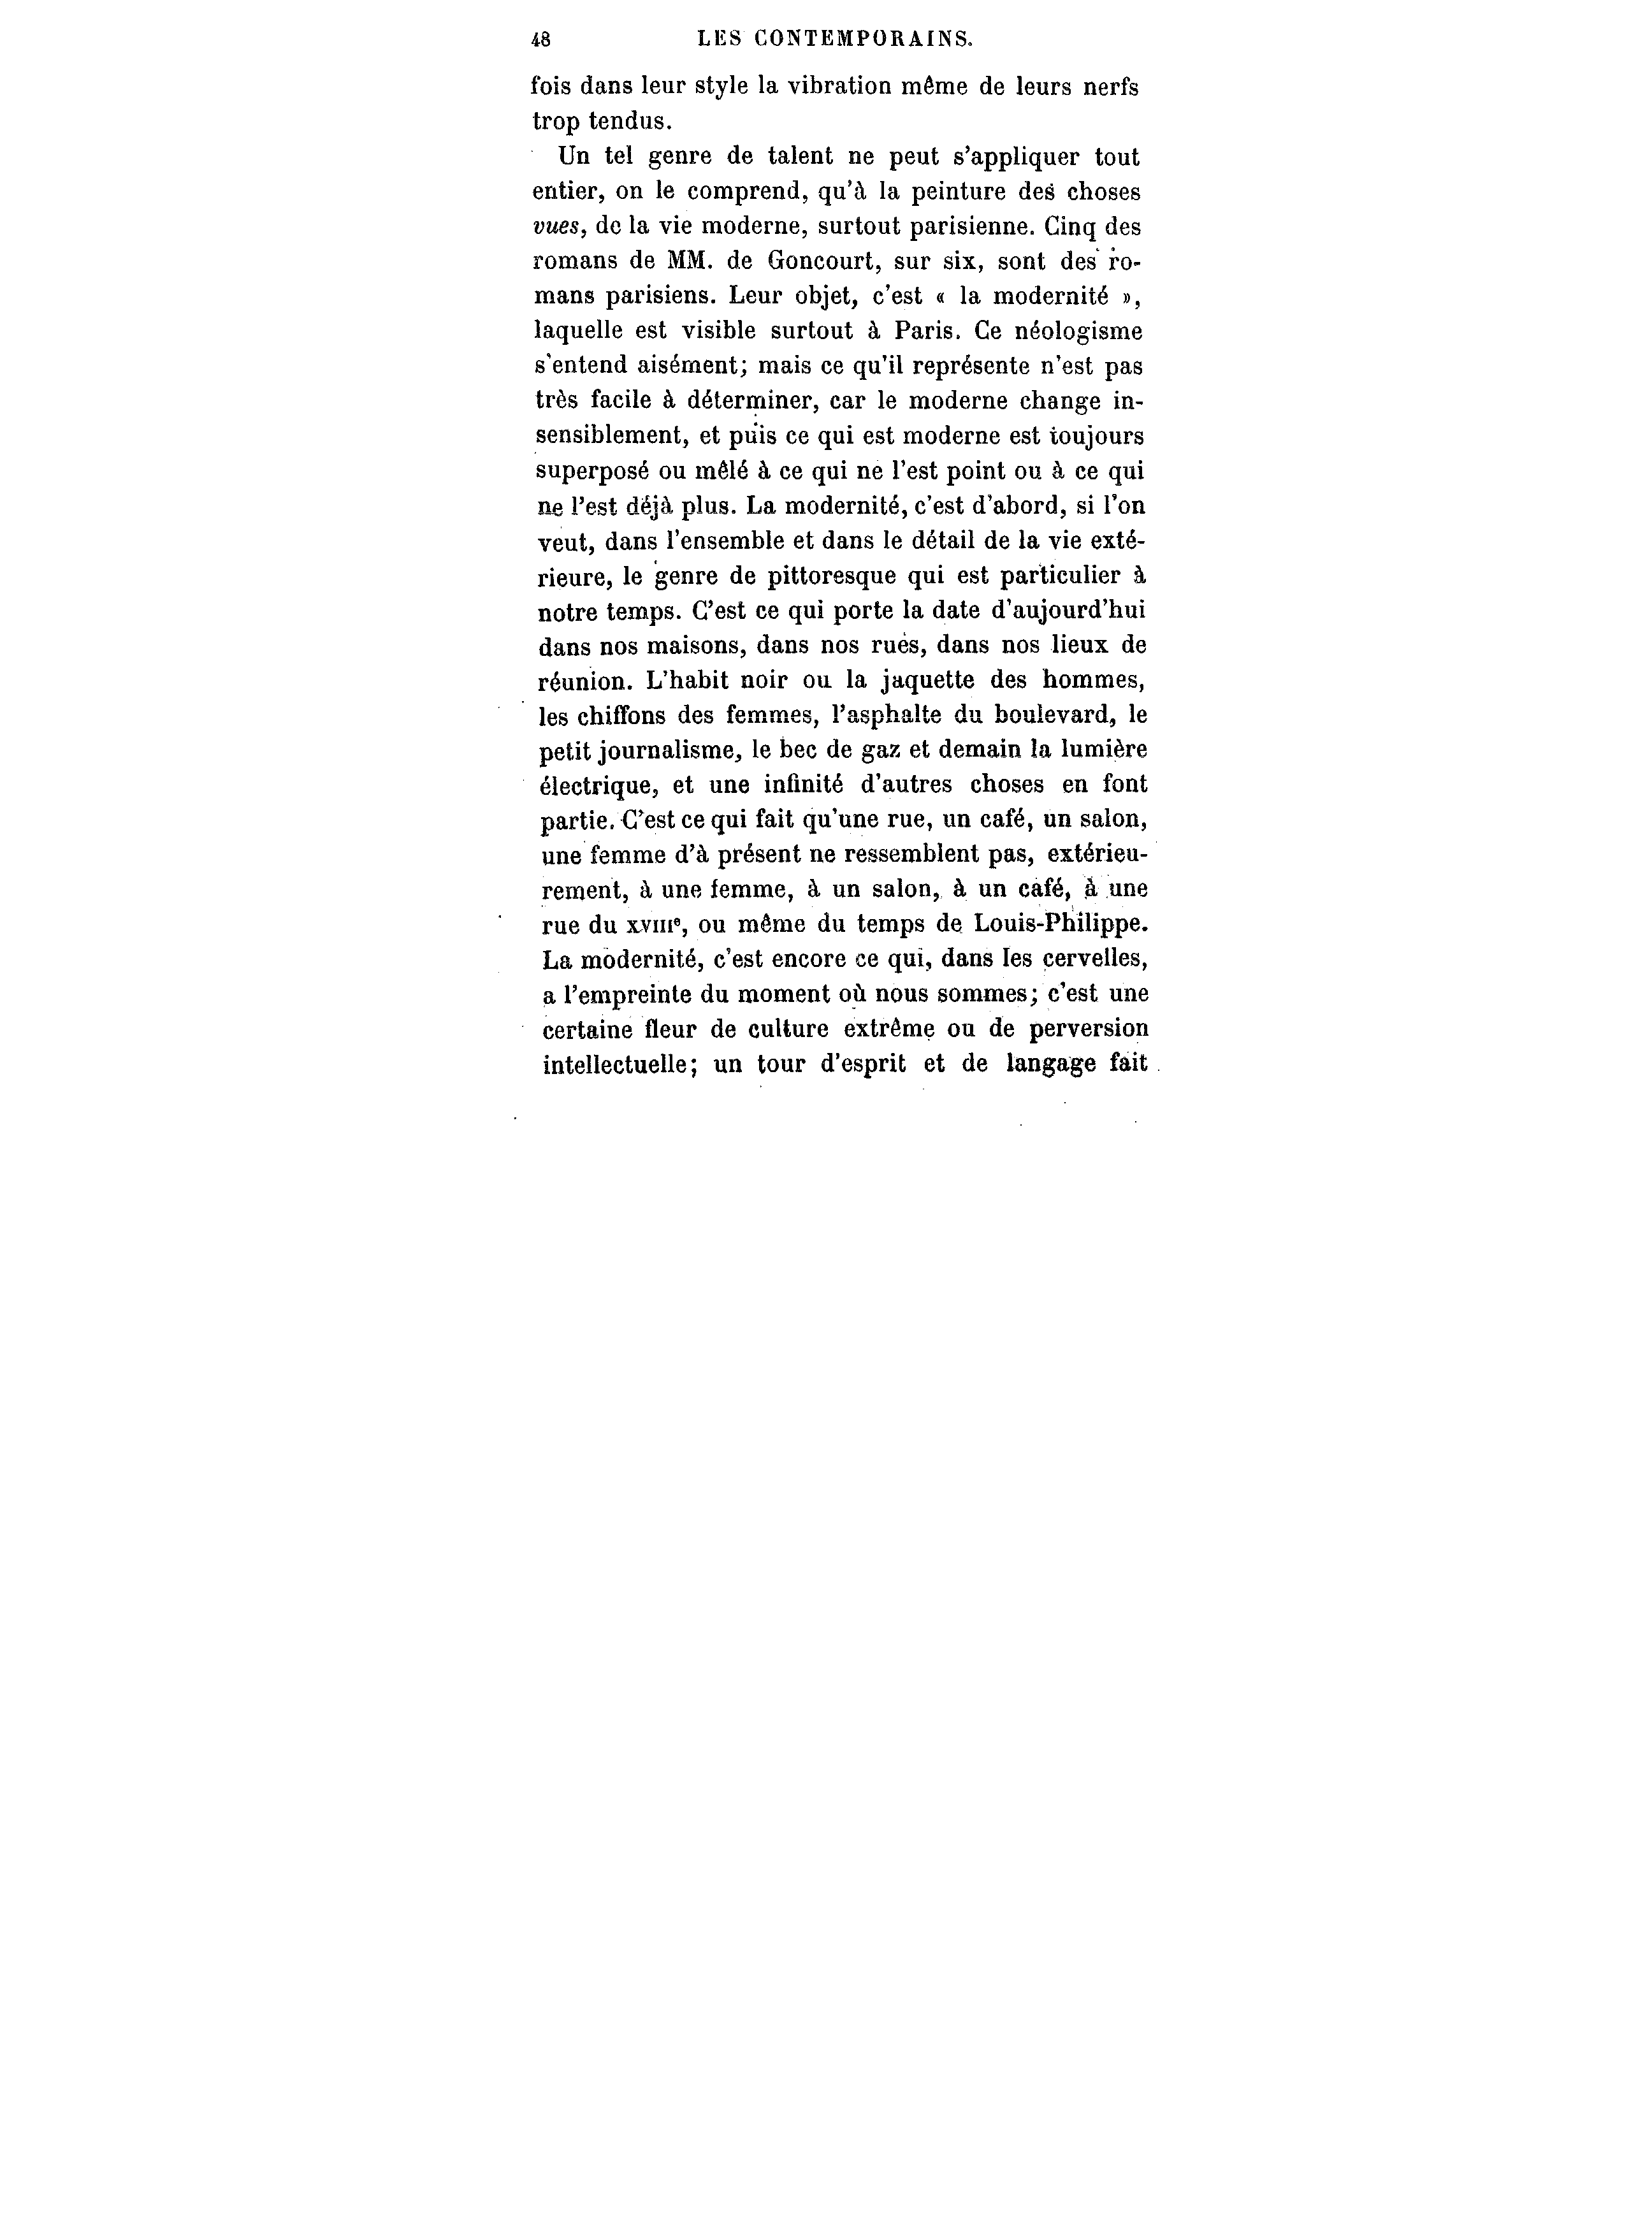 48 LES CONTEMPORAINS.
fois dans leur style la vibration même de leurs nerfs
trop tendus.
Un tel genre de talent ne peut s'appliquer tout
entier, on le comprend, qu'à la peinture des choses
vues, de la vie moderne, surtout parisienne. Cinq des
romans de MM. de Goncourt, sur six, sont des ro-
mans parisiens. Leur objet, c'est « la modernité »,
laquelle est visible surtout à Paris. Ce néologisme
s'entend aisément; mais ce qu'il représente n'est pas
très facile à déterminer, car le moderne change in-
sensiblement, et puis ce qui est moderne est toujours
superposé ou mêlé à ce qui ne l'est point ou à ce qui
ne l'est déjà plus. La modernité, c'est d'abord, si l'on
veut, dans l'ensemble et dans le détail de la vie exté-
rieure, le genre de pittoresque qui est particulier à
notre temps. C'est ce qui porte la date d'aujourd'hui
dans nos maisons, dans nos rues, dans nos lieux de
réunion. L'habit noir ou la jaquette des hommes,
les chiffons des femmes, l'asphalte du boulevard, le
petit journalisme, le bec de gaz et demain la lumière
électrique, et une infinité d'autres choses en font
partie. C'est ce qui fait qu'une rue, un café, un salon,
une femme d'à présent ne ressemblent pas, extérieu-
rement, à une femme, à un salon, à un café, à une
rue du xviiiᵉ, ou même du temps de Louis-Philippe.
La modernité, c'est encore ce qui, dans les cervelles,
a l'empreinte du moment où nous sommes; c'est une
certaine fleur de culture extrême ou de perversion
intellectuelle; un tour d'esprit et de langage fait